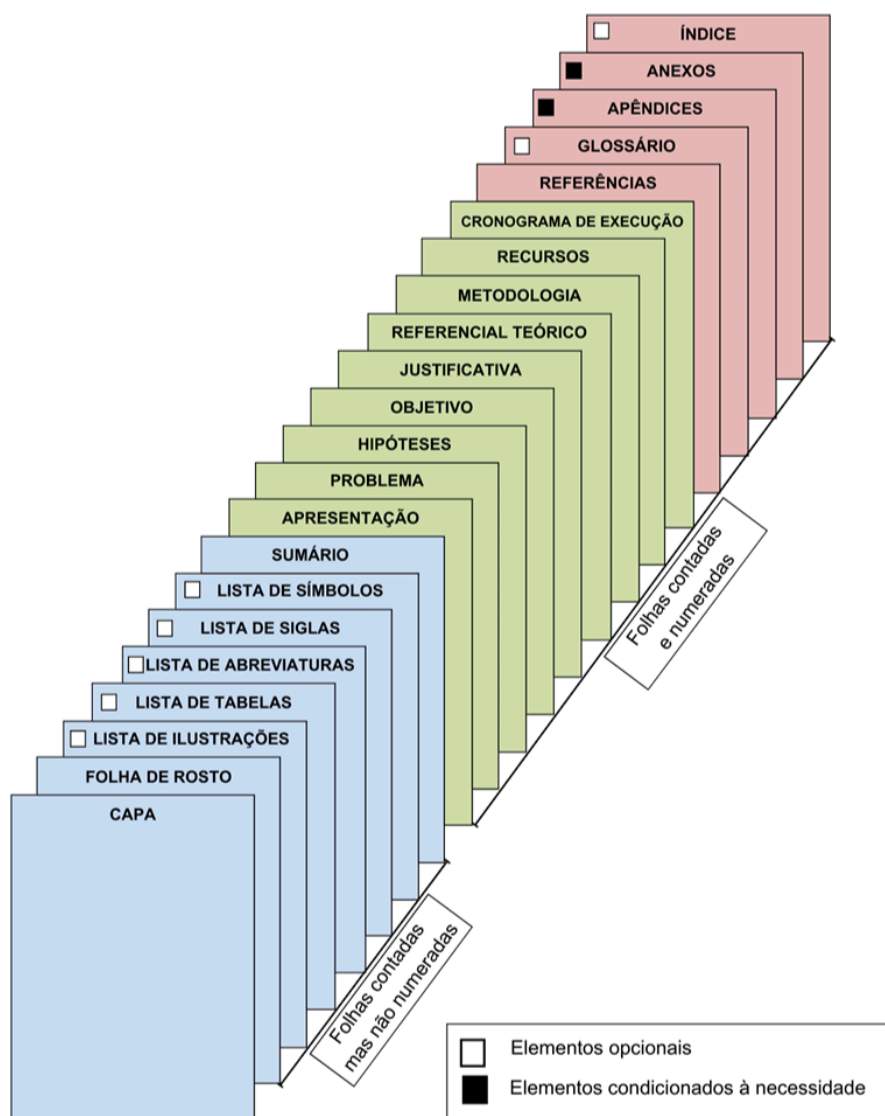 ÍNDICE
ANEXOS
APÊNDICES
GLOSSÁRIO
REFERÊNCIAS
CRONOGRAMA DE EXECUÇÃO
RECURSOS
METODOLOGIA
REFERENCIAL TEÓRICO
JUSTIFICATIVA
OBJETIVO
HIPÓTESES
PROBLEMA
APRESENTAÇÃO
SUMÁRIO
LISTA DE SÍMBOLOS
LISTA DE SIGLAS
LISTA DE ABREVIATURAS
LISTA DE TABELAS
LISTA DE ILUSTRAÇÕES
FOLHA DE ROSTO
CAPA
Folhas contadas
e numeradas
Folhas contadas
mas não numeradas
Elementos opcionais
Elementos condicionados à necessidade